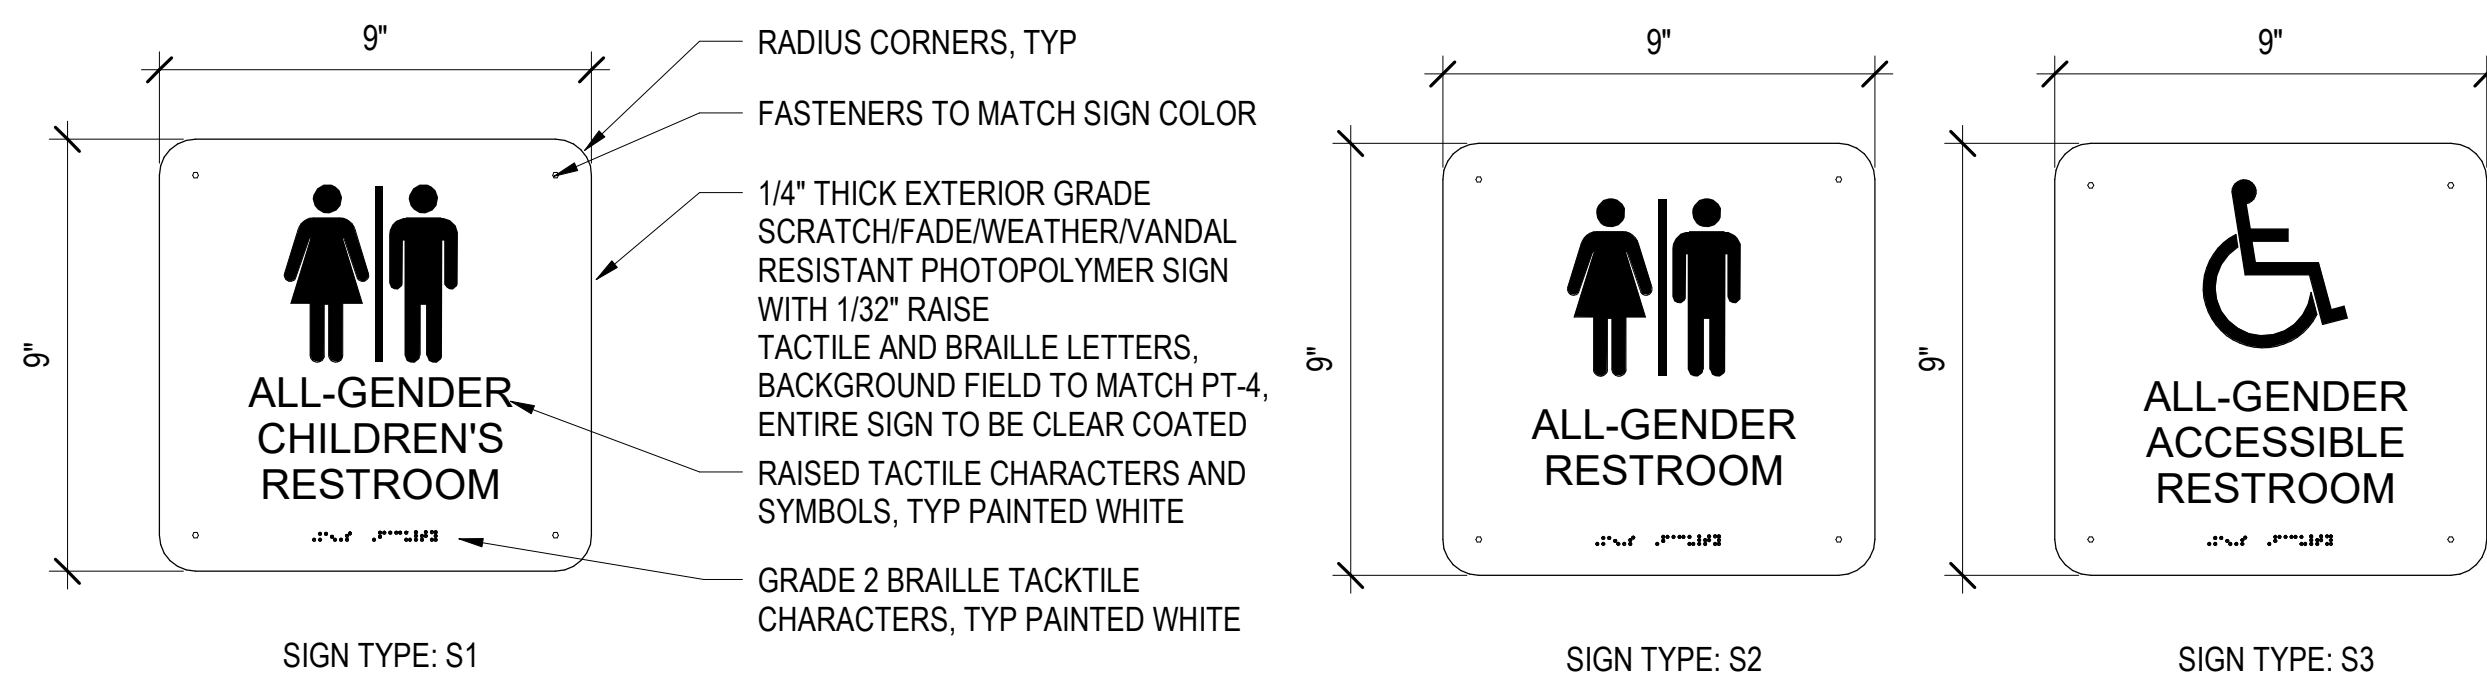 9"
9"
ALL-GENDER
CHILDREN'S
RESTROOM
SIGN TYPE: S1
RADIUS CORNERS, TYP
FASTENERS TO MATCH SIGN COLOR
1/4" THICK EXTERIOR GRADE
SCRATCH/FADE/WEATHER/VANDAL
RESISTANT PHOTOPOLYMER SIGN
WITH 1/32" RAISE
TACTILE AND BRAILLE LETTERS,
BACKGROUND FIELD TO MATCH PT-4,
ENTIRE SIGN TO BE CLEAR COATED
RAISED TACTILE CHARACTERS AND
SYMBOLS, TYP PAINTED WHITE
GRADE 2 BRAILLE TACKTILE
CHARACTERS, TYP PAINTED WHITE
9"
9"
ALL-GENDER
RESTROOM
SIGN TYPE: S2
9"
9"
ALL-GENDER
ACCESSIBLE
RESTROOM
SIGN TYPE: S3